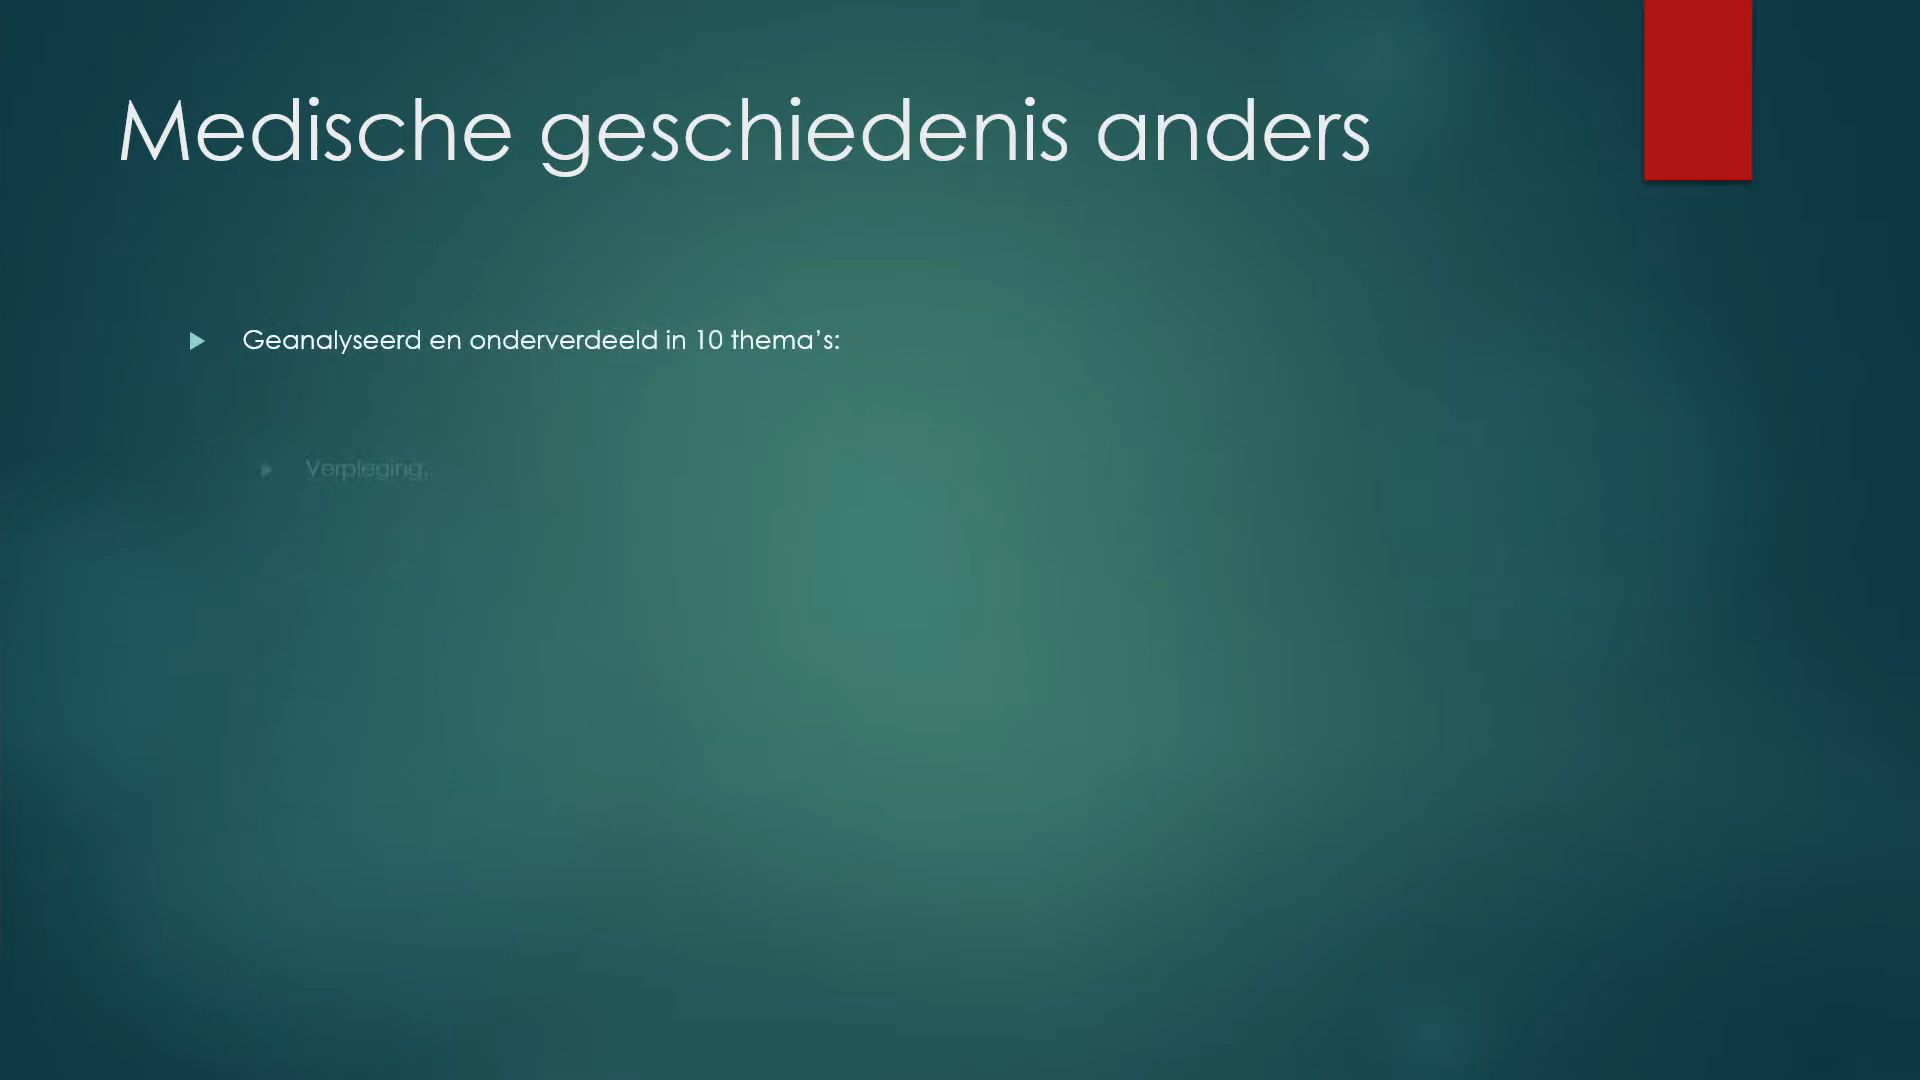 Medische geschiedenis anders
Geanalyseerd en onderverdeeld in 10 thema’s:
Verpleging.